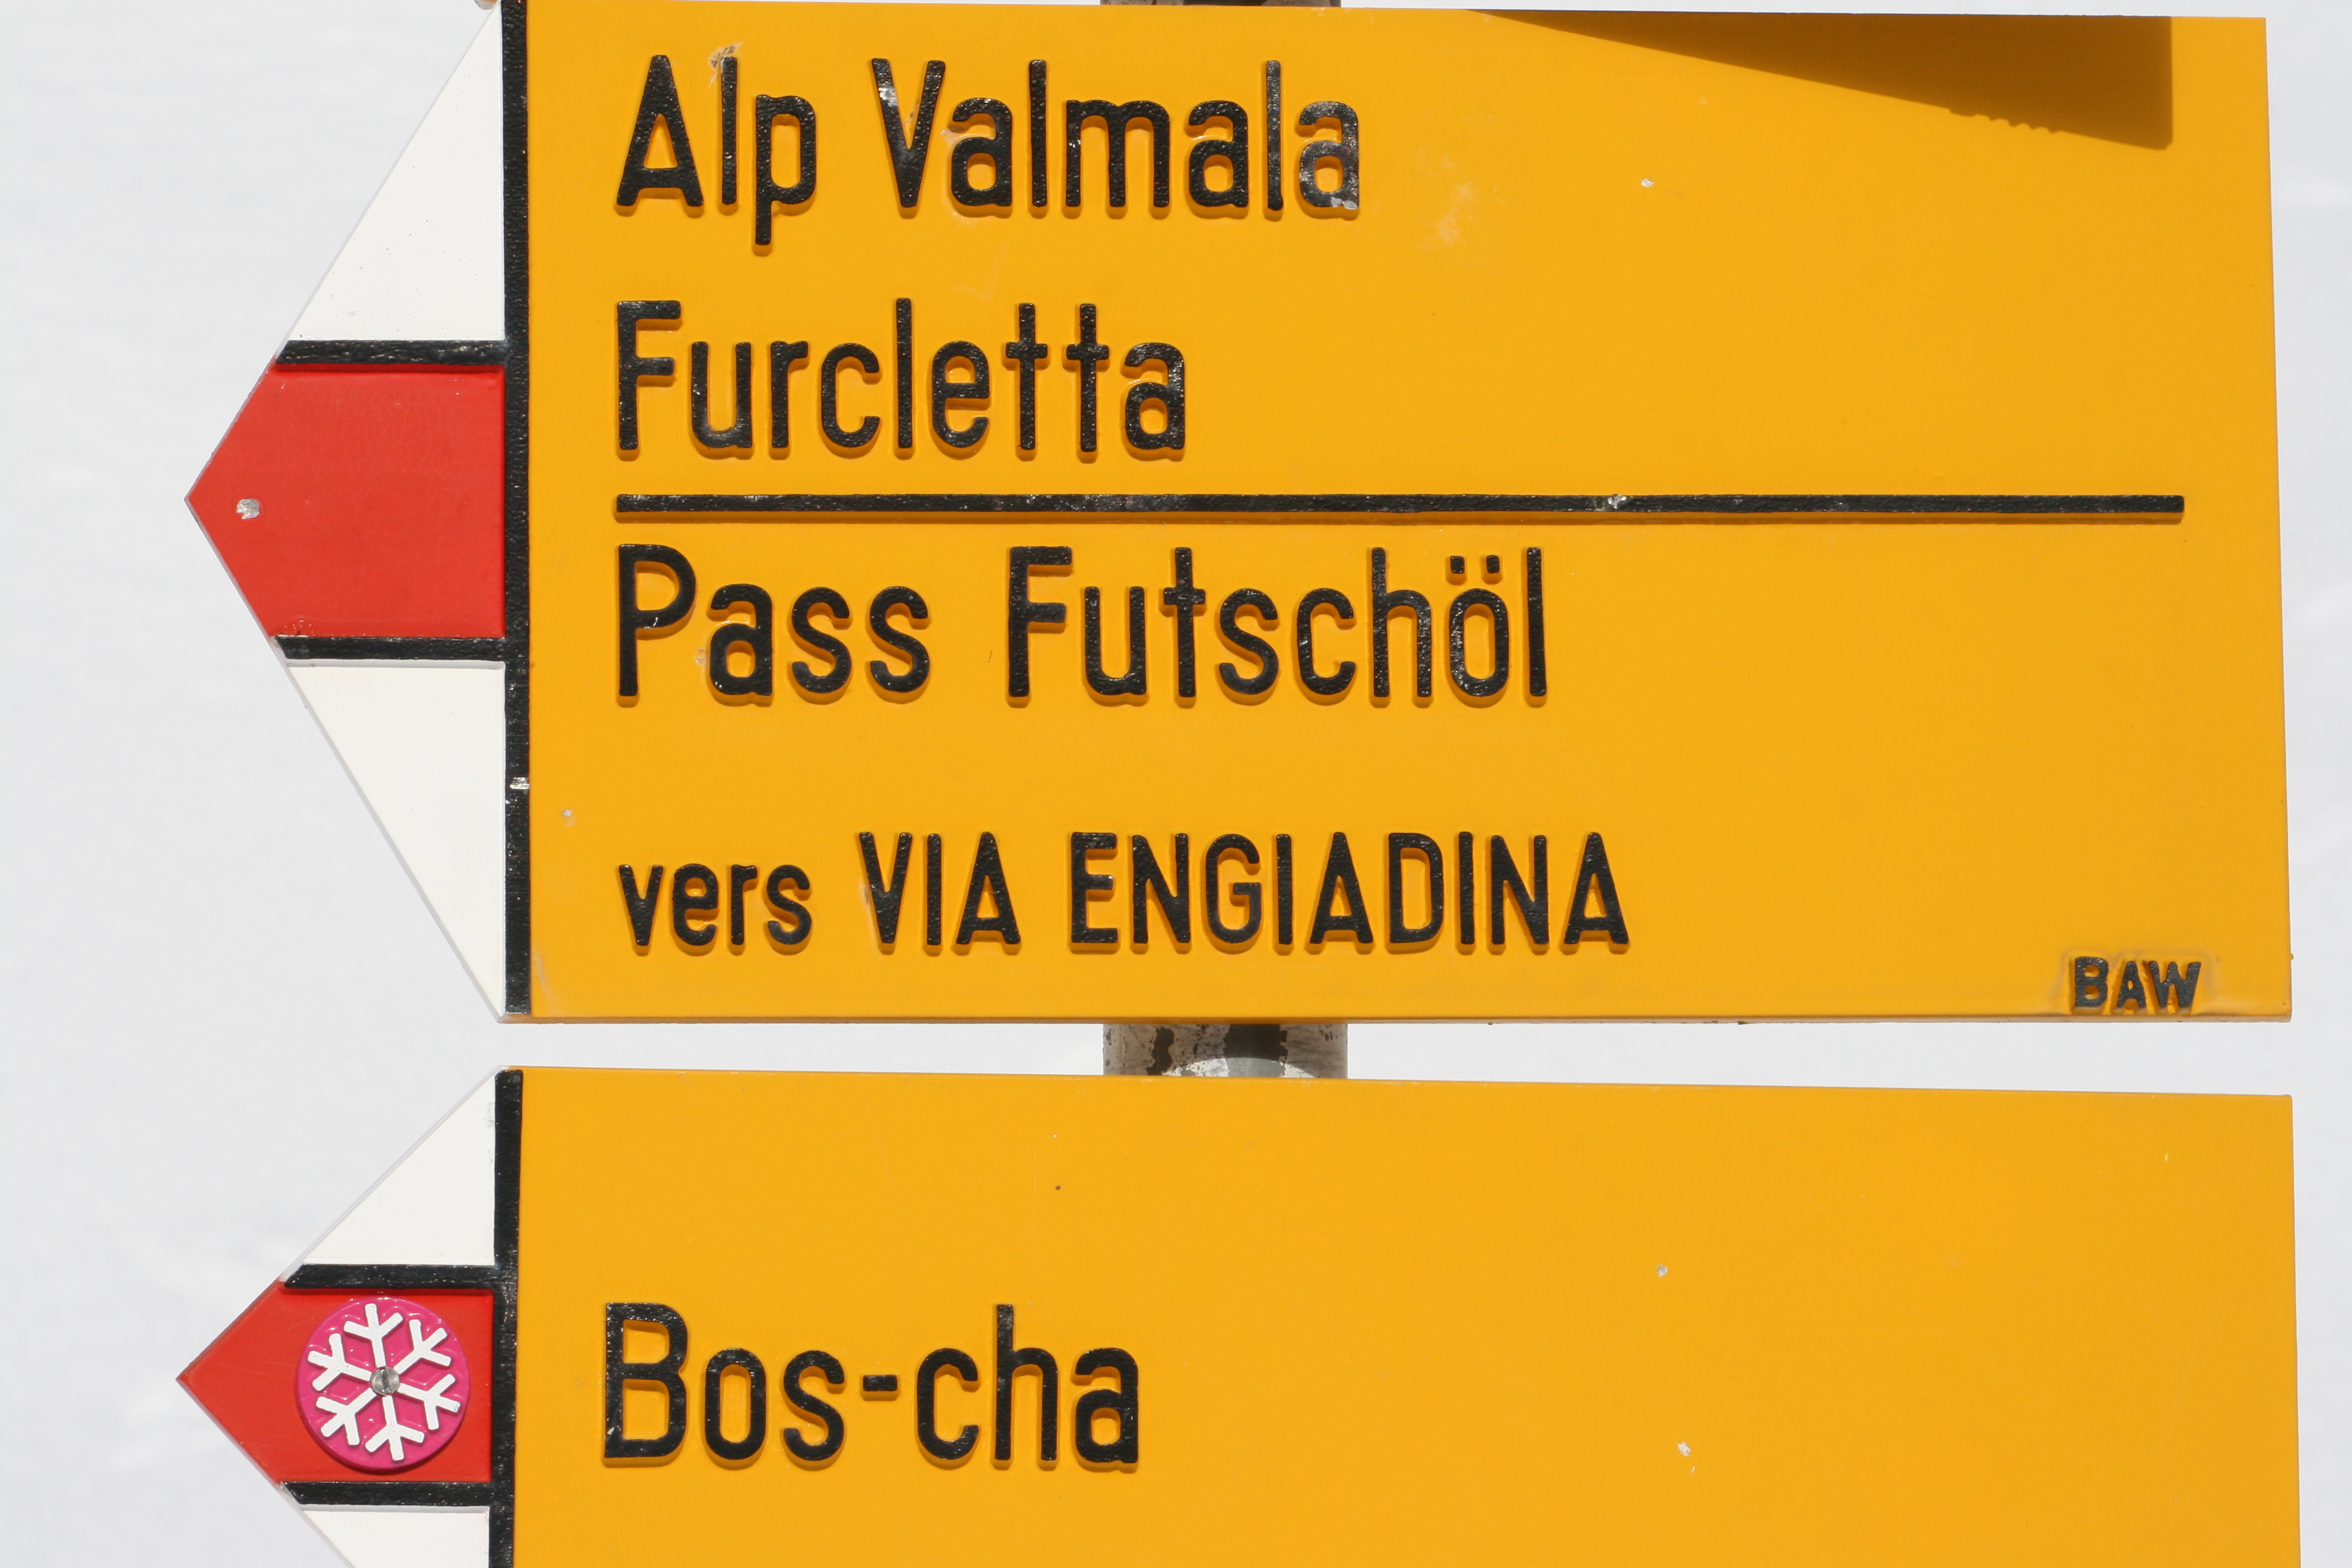 Alp Valmala
Furcletta
Pass Futschöl
vers VIA ENGIADINA
BAW
Bos-cha